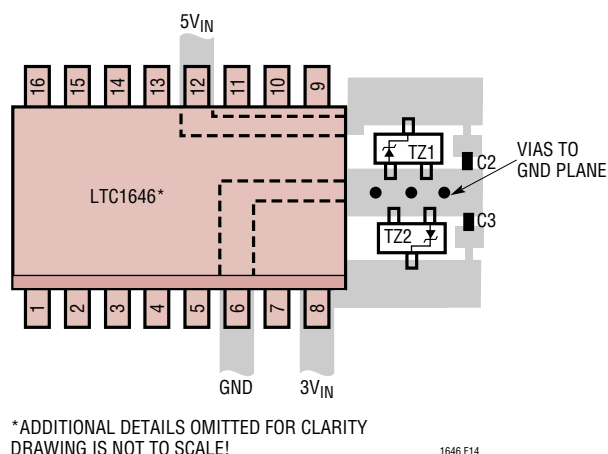 5VIN
16 15 14 13 12 11 10 9
TZ1
C2
VIAS TO
GND PLANE
LTC1646*
C3
TZ2
1 2 3 4 5 6 7 8
GND 3VIN
*ADDITIONAL DETAILS OMITTED FOR CLARITY
DRAWING IS NOT TO SCALE!
1646 F14